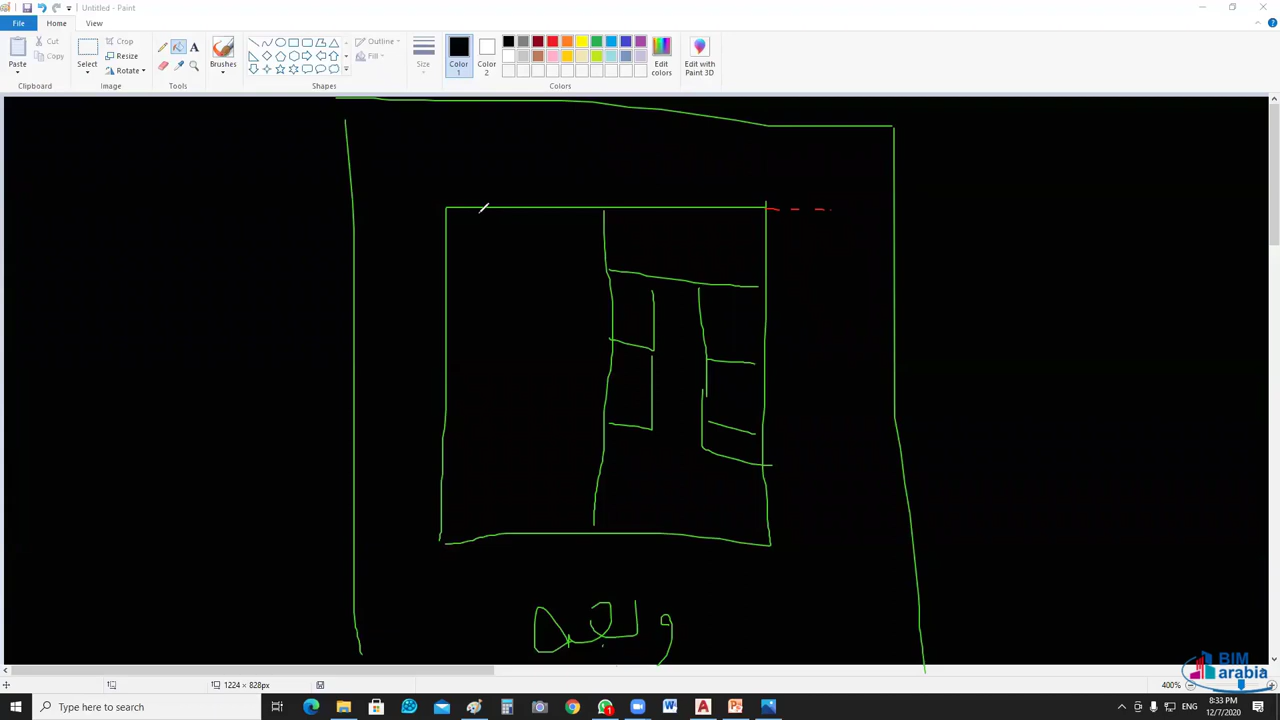 Untitled - Paint
File
Home
View
Paste
Cut
Copy
Clipboard
Select
Crop
Resize
Rotate
Image
Tools
Brushes
Outline
Fill
Shapes
Size
Color 1
Color 2
Edit colors
Edit with Paint 3D
Colors
1224 × 828px
400%
BIM arabia
Type here to search
1
8:33 PM
12/7/2020